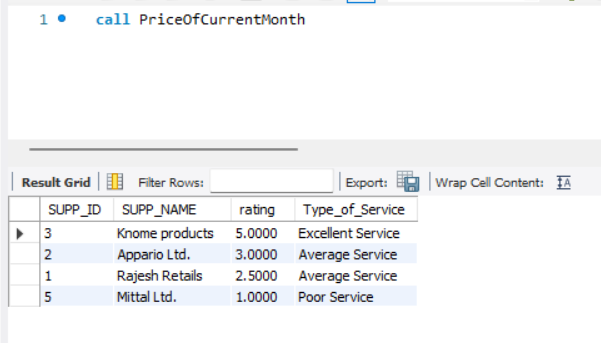 1 call PriceOfCurrentMonth
Result Grid Filter Rows: Export: Wrap Cell Content: IA
SUPP_ID SUPP_NAME rating Type_of_Service
3 Knome products 5.0000 Excellent Service
2 Appario Ltd. 3.0000 Average Service
1 Rajesh Retails 2.5000 Average Service
5 Mittal Ltd. 1.0000 Poor Service